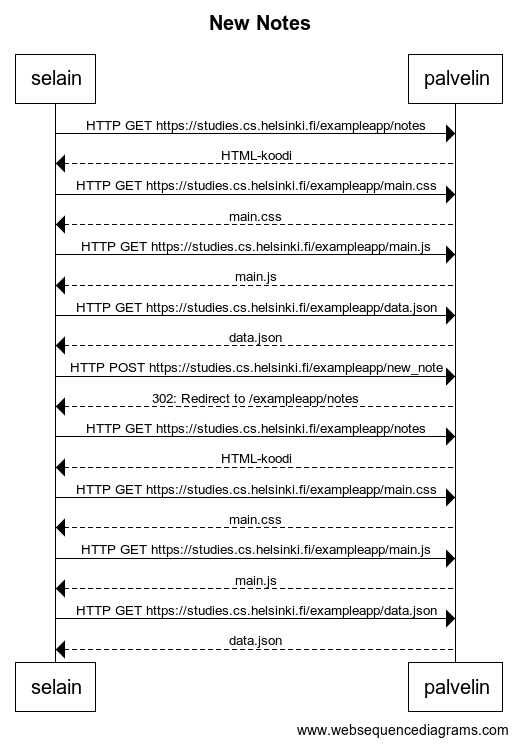 New Notes
selain palvelin
HTTP GET https://studies.cs.helsinki.fi/exampleapp/notes
HTML-koodi
HTTP GET https://studies.cs.helsinki.fi/exampleapp/main.css
main.css
HTTP GET https://studies.cs.helsinki.fi/exampleapp/main.js
main.js
HTTP GET https://studies.cs.helsinki.fi/exampleapp/data.json
data.json
HTTP POST https://studies.cs.helsinki.fi/exampleapp/new_note
302: Redirect to /exampleapp/notes
HTTP GET https://studies.cs.helsinki.fi/exampleapp/notes
HTML-koodi
HTTP GET https://studies.cs.helsinki.fi/exampleapp/main.css
main.css
HTTP GET https://studies.cs.helsinki.fi/exampleapp/main.js
main.js
HTTP GET https://studies.cs.helsinki.fi/exampleapp/data.json
data.json
selain palvelin
www.websequencediagrams.com